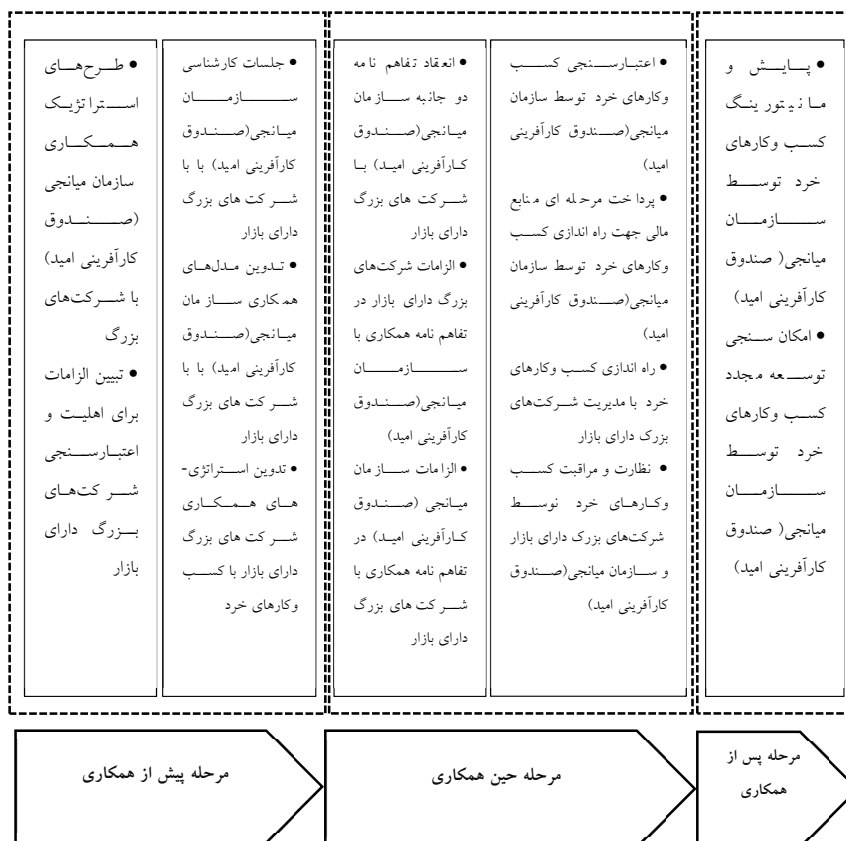 • طرح‌های
استراتژیک
همکاری
سازمان میانجی
(صندوق
کارآفرینی امید)
با شرکت‌های
بزرگ
• تبیین الزامات
برای اهلیت و
اعتبارسنجی
شرکت‌های
بزرگ دارای
بازار
• جلسات کارشناسی
سازمان
میانجی(صندوق
کارآفرینی امید) با با
شرکت های بزرگ
دارای بازار
• تدوین مدل‌های
همکاری سازمان
میانجی(صندوق
کارآفرینی امید) با با
شرکت های بزرگ
دارای بازار
• تدوین استراتژی-
های همکاری
شرکت های بزرگ
دارای بازار با کسب
وکارهای خرد
• انعقاد تفاهم نامه
دو جانبه سازمان
میانجی(صندوق
کارآفرینی امید) با
شرکت های بزرگ
دارای بازار
• الزامات شرکت‌های
بزرگ دارای بازار در
تفاهم نامه همکاری با
سازمان
میانجی(صندوق
کارآفرینی امید)
• الزامات سازمان
میانجی (صندوق
کارآفرینی امید) در
تفاهم نامه همکاری با
شرکت های بزرگ
دارای بازار
• اعتبارسنجی کسب
وکارهای خرد توسط سازمان
میانجی(صندوق کارآفرینی
امید)
• پرداخت مرحله ای منابع
مالی جهت راه اندازی کسب
وکارهای خرد توسط سازمان
میانجی(صندوق کارآفرینی
امید)
• راه اندازی کسب وکارهای
خرد با مدیریت شرکت‌های
بزرک دارای بازار
• نظارت و مراقبت کسب
وکارهای خرد نوسط
شرکت‌های بزرک دارای بازار
و سازمان میانجی(صندوق
کارآفرینی امید)
• پایش و
مانیتورینگ
کسب وکارهای
خرد توسط
سازمان
میانجی( صندوق
کارآفرینی امید)
• امکان سنجی
توسعه مجدد
کسب وکارهای
خرد توسط
سازمان
میانجی( صندوق
کارآفرینی امید)
مرحله پیش از همکاری
مرحله حین همکاری
مرحله پس از
همکاری